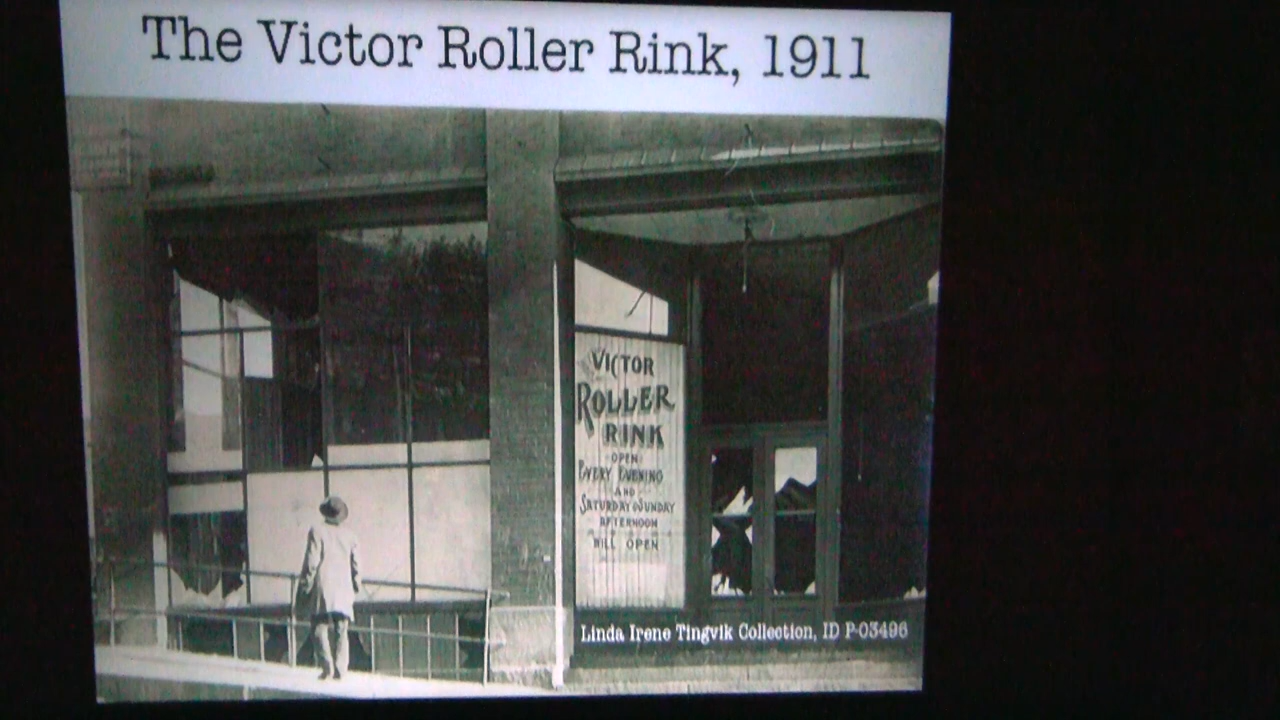 The Victor Roller Rink, 1911
VICTOR
ROLLER
RINK
OPEN
EVERY EVENING
AND
SATURDAY & SUNDAY
AFTERNOON
WILL OPEN
Linda Irene Tingvik Collection, ID P-03496